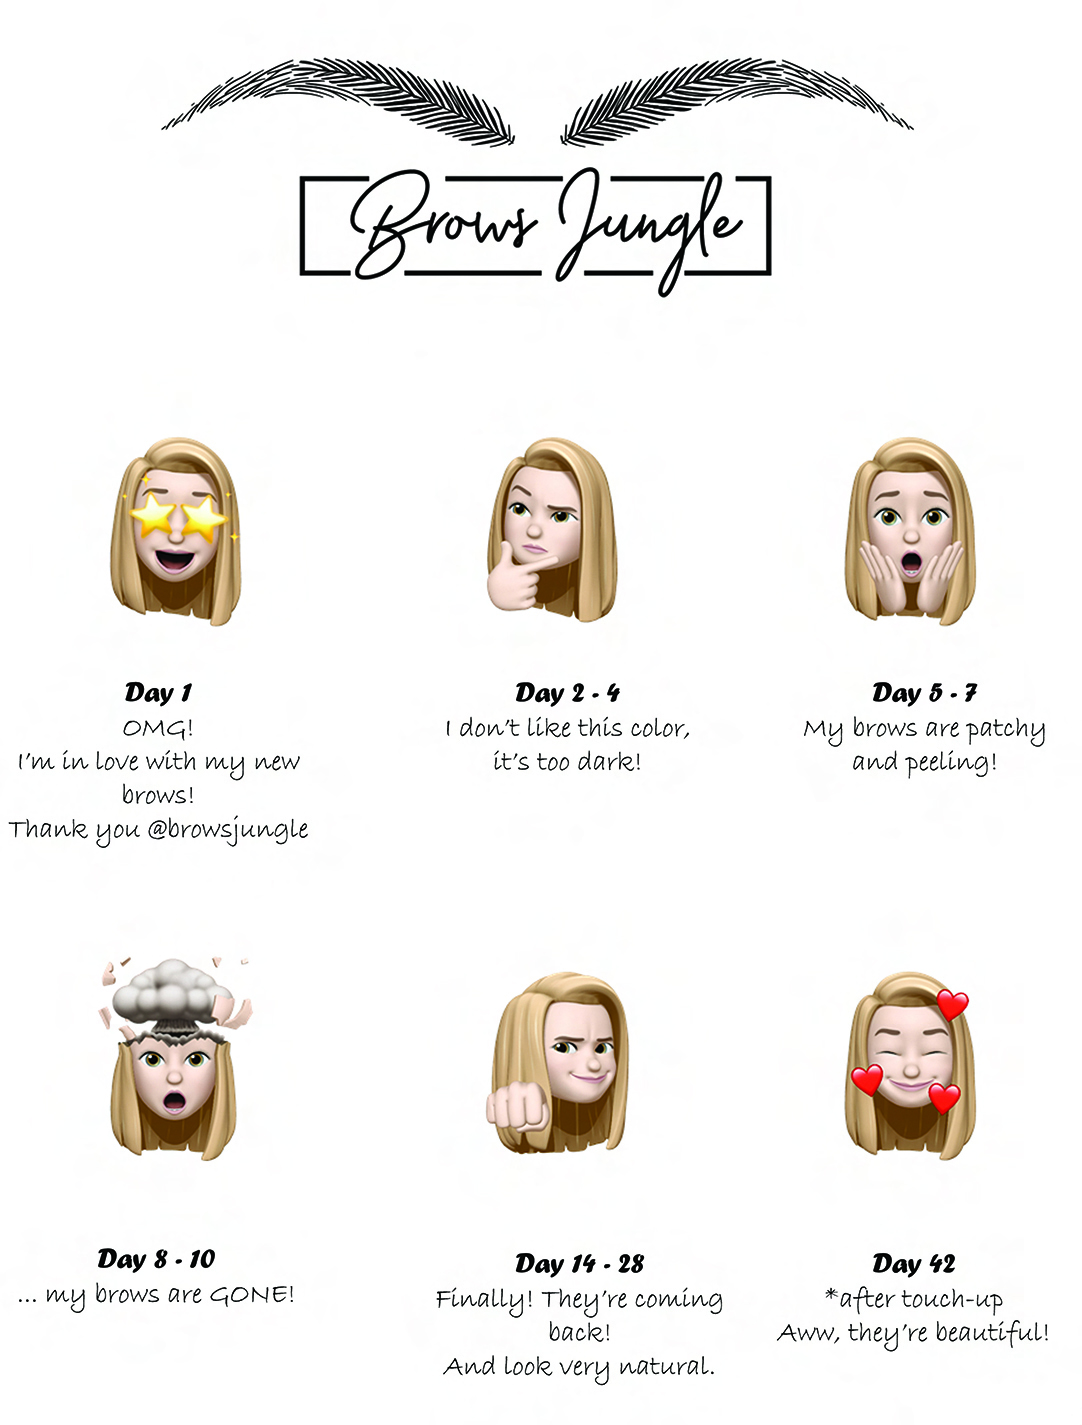 Brows Jungle
Day 1
OMG!
I'm in love with my new
brows!
Thank you @browsjungle
Day 2 - 4
I don't like this color,
it's too dark!
Day 5 - 7
My brows are patchy
and peeling!
Day 8 - 10
... my brows are GONE!
Day 14 - 28
Finally! They're coming
back!
And look very natural.
Day 42
*after touch-up
Aww, they're beautiful!